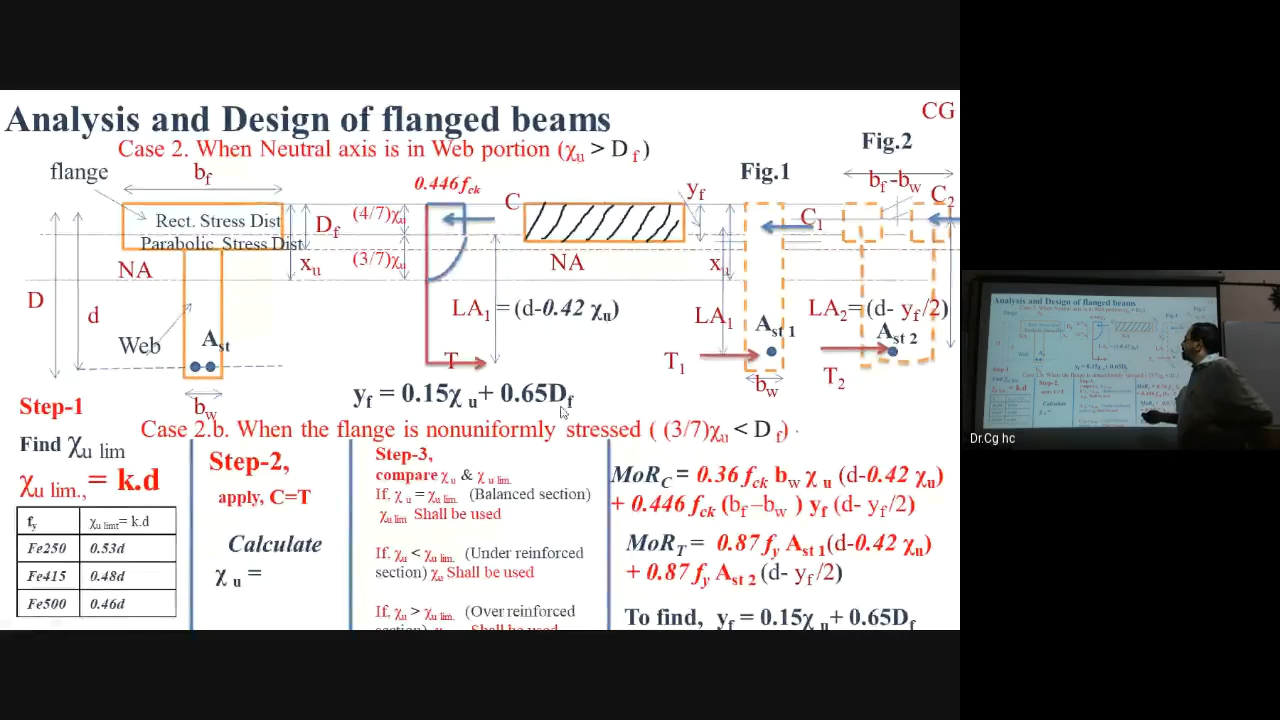 Analysis and Design of flanged beams
CG
Case 2. When Neutral axis is in Web portion (χu > D f)
Fig.2
flange
bf
0.446fck
yf
Fig.1
bf -bw
C
C1
C2
Rect. Stress Dist
Parabolic Stress Dist
Df
(4/7)χu
(3/7)χu
NA
xu
NA
xu
D
d
LA1 = (d-0.42 χu)
LA1
LA2= (d- yf/2)
Web
Ast
Ast 1
Ast 2
T
T1
T2
bw
bw
yf = 0.15χ u+ 0.65Df
Step-1
Case 2.b. When the flange is nonuniformly stressed ( (3/7)χu < D f)
Find χu lim
χu lim., = k.d
fy χu limt= k.d
Fe250 0.53d
Fe415 0.48d
Fe500 0.46d
Step-2,
apply, C=T
Calculate
χ u =
Step-3,
compare χu & χu lim.
If, χu = χu lim. (Balanced section)
χu lim Shall be used
If, χu < χu lim. (Under reinforced
section) χu Shall be used
If, χu > χu lim. (Over reinforced
MoRC = 0.36 fck bw χ u (d-0.42 χu)
+ 0.446 fck (bf –bw ) yf (d- yf/2)
MoRT = 0.87 fy Ast 1(d-0.42 χu)
+ 0.87 fy Ast 2 (d- yf/2)
To find, yf = 0.15χ u+ 0.65Df
Analysis and Design of flanged beams
Dr.Cg hc